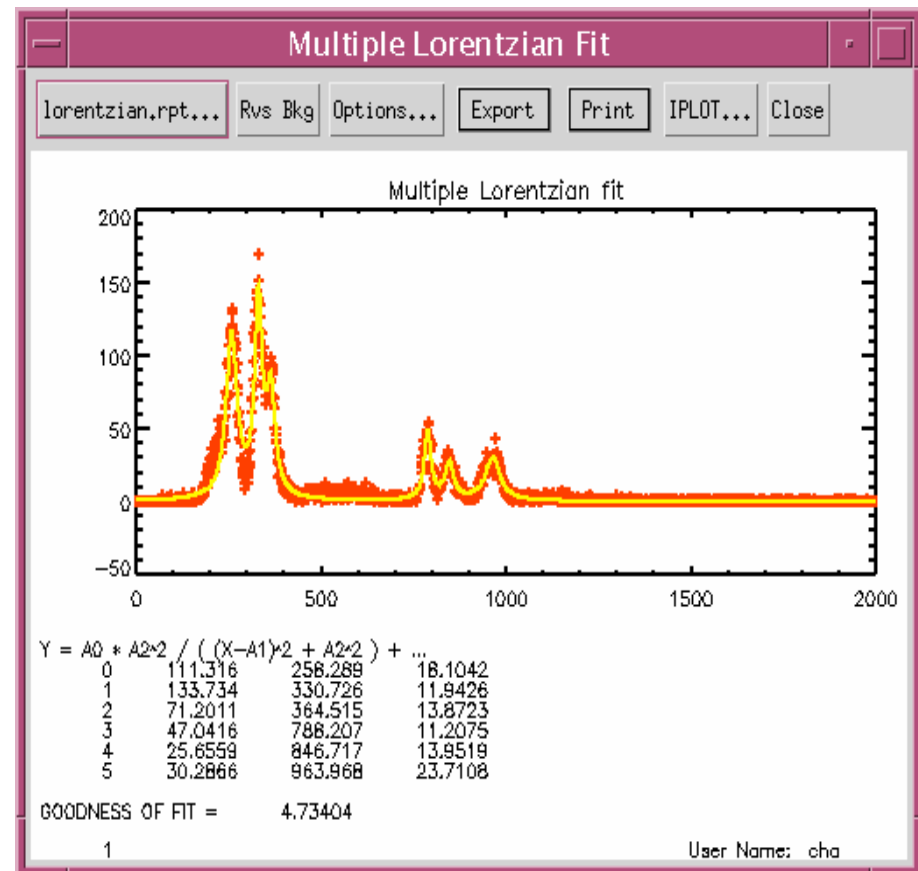 Multiple Lorentzian Fit
lorentzian.rpt... Rvs Bkg Options... Export Print IPLOT... Close
Multiple Lorentzian fit
200
150
100
50
0
-50
0 500 1000 1500 2000
Y = A0 * A2^2 / ( (X-A1)^2 + A2^2 ) + ...
0 111.316 258.289 18.1042
1 133.734 330.726 11.9426
2 71.2011 364.515 13.8723
3 47.0416 788.207 11.2075
4 25.6559 846.717 13.9519
5 30.2866 963.968 23.7108
GOODNESS OF FIT = 4.73404
1 User Name: cha